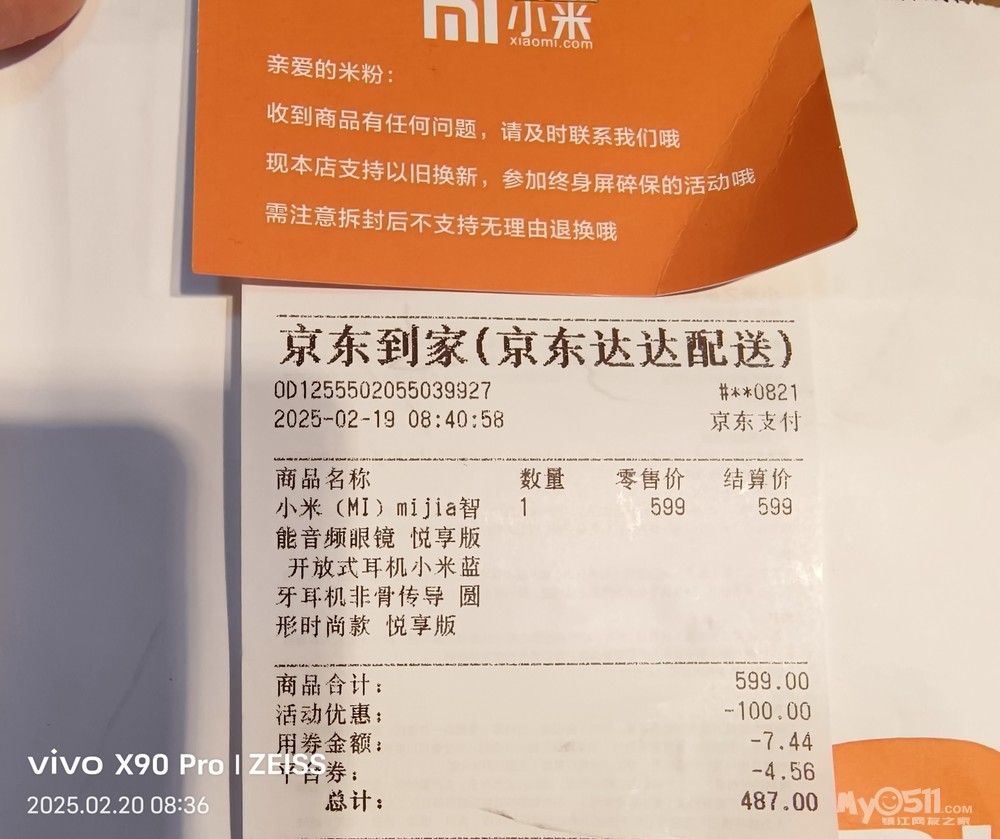 mi 小米
xiaomi.com
亲爱的米粉：
收到商品有任何问题，请及时联系我们哦
现本店支持以旧换新，参加终身屏碎保的活动哦
需注意拆封后不支持无理由退换哦
京东到家(京东达达配送)
OD1255502055039927 #**0821
2025-02-19 08:40:58 京东支付
商品名称 数量 零售价 结算价
小米（MI）mijia智 1 599 599
能音频眼镜 悦享版
开放式耳机小米蓝
牙耳机非骨传导 圆
形时尚款 悦享版
商品合计： 599.00
活动优惠： -100.00
用券金额： -7.44
平台券： -4.56
总计： 487.00
vivo X90 Pro | ZEISS
2025.02.20 08:36
My0511.COM
镇江网友之家